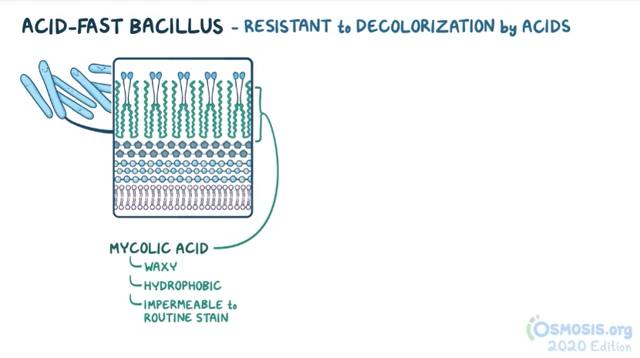 ACID-FAST BACILLUS - RESISTANT to DECOLORIZATION by ACIDS
MYCOLIC ACID
WAXY
HYDROPHOBIC
IMPERMEABLE to
ROUTINE STAIN
OSMOSIS.org
2020 Edition